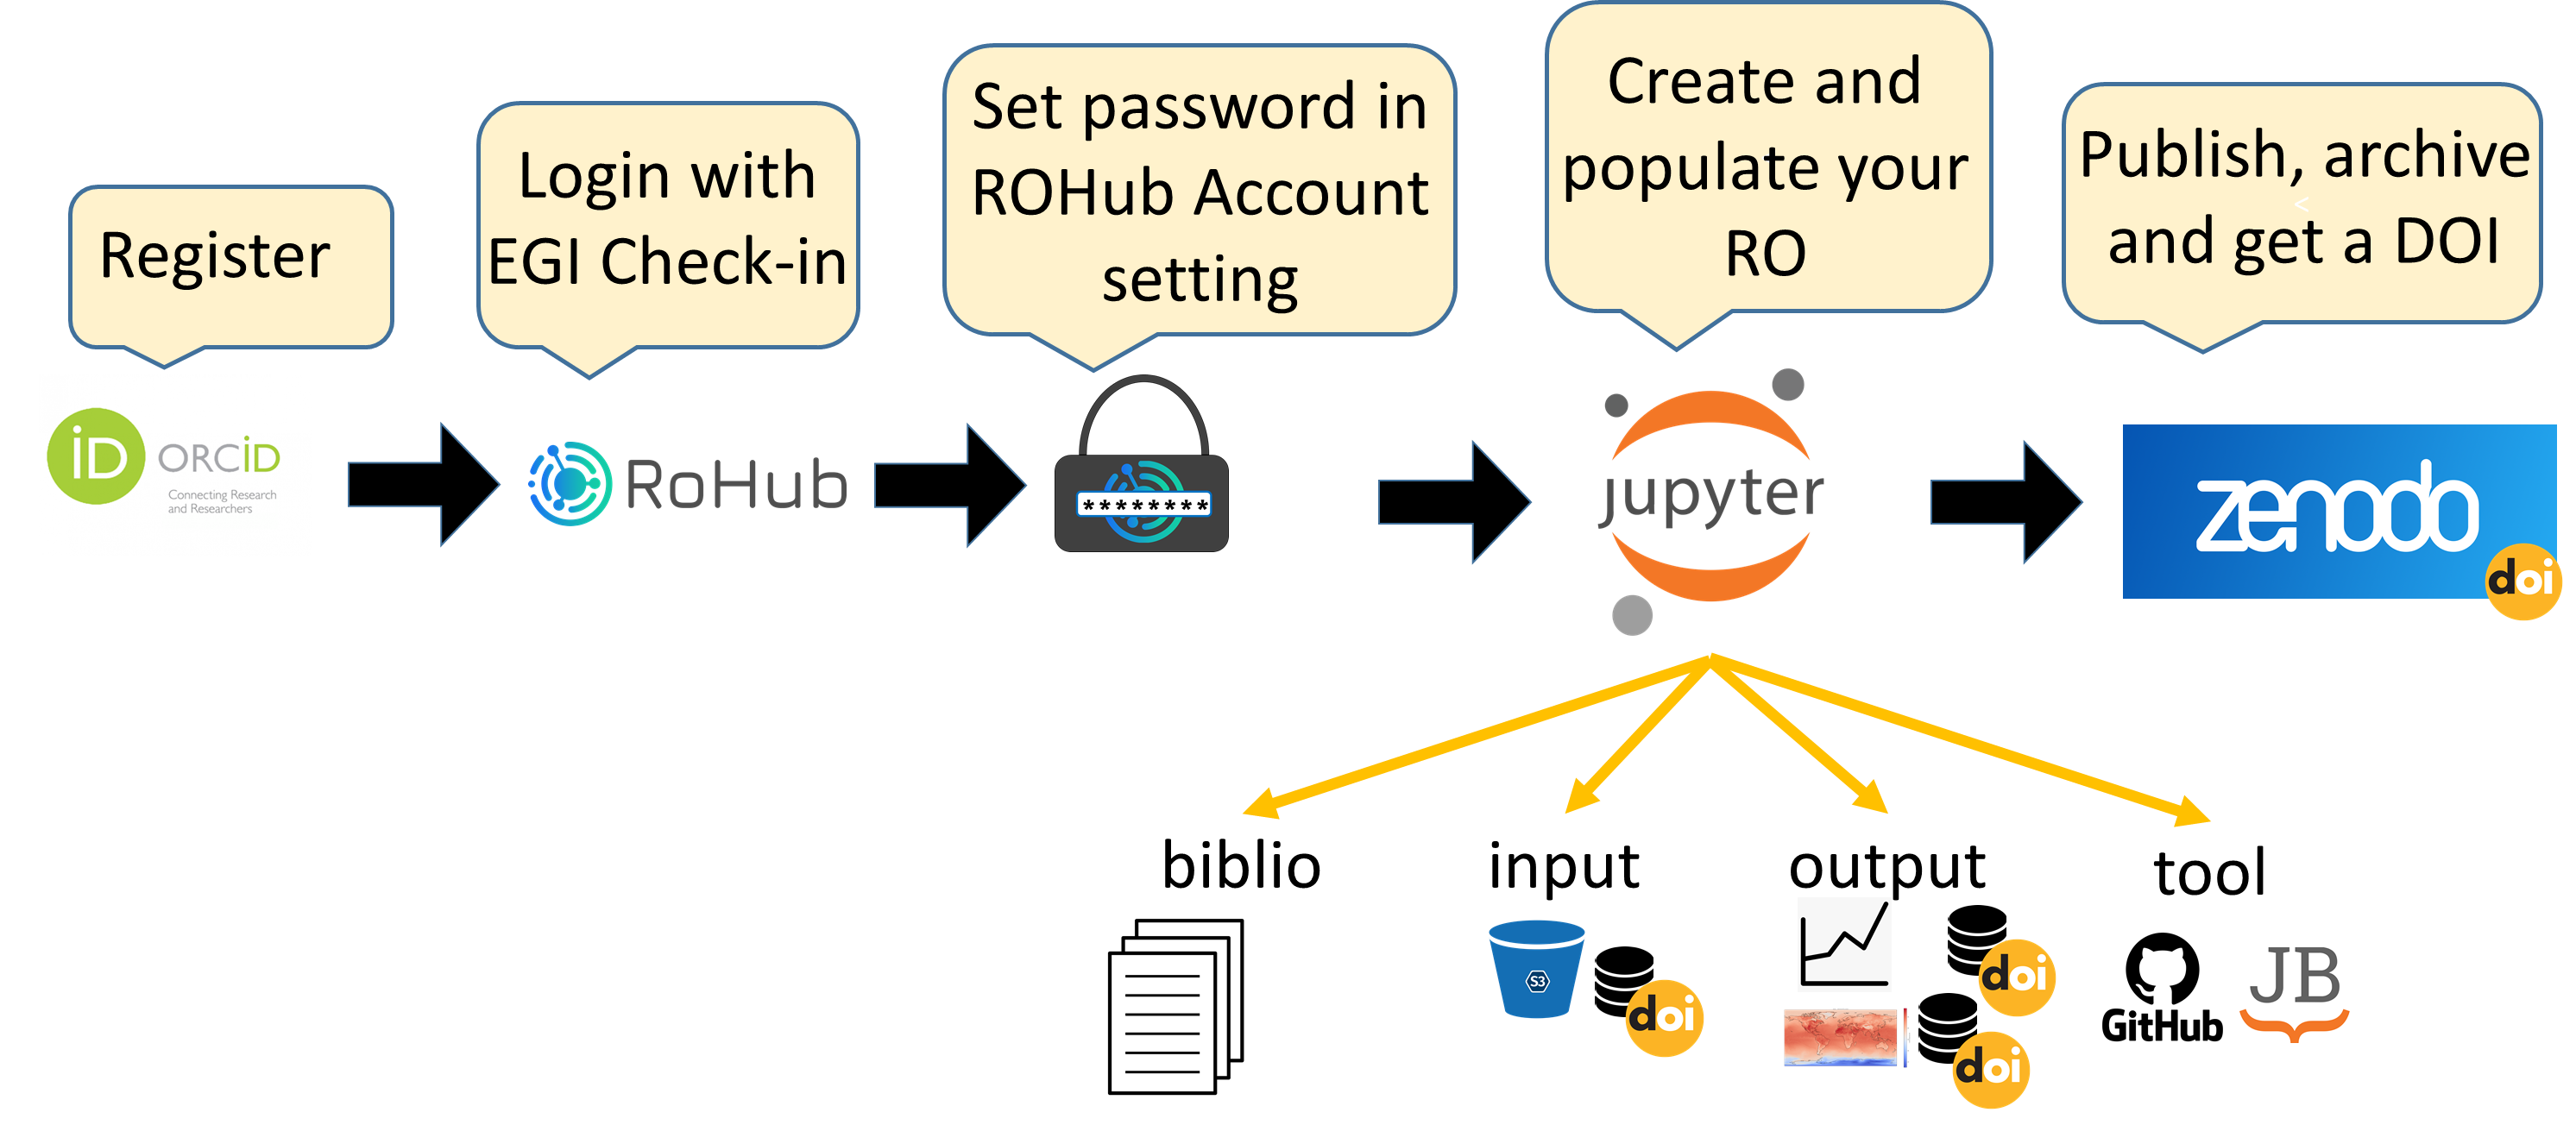 Register
Login with
EGI Check-in
Set password in
ROHub Account
setting
Create and
populate your
RO
Publish, archive
and get a DOI
<
iD
ORCiD
Connecting Research
and Researchers
RoHub
********
jupyter
zenodo
doi
biblio
input
output
tool
S3
doi
doi
doi
GitHub
JB